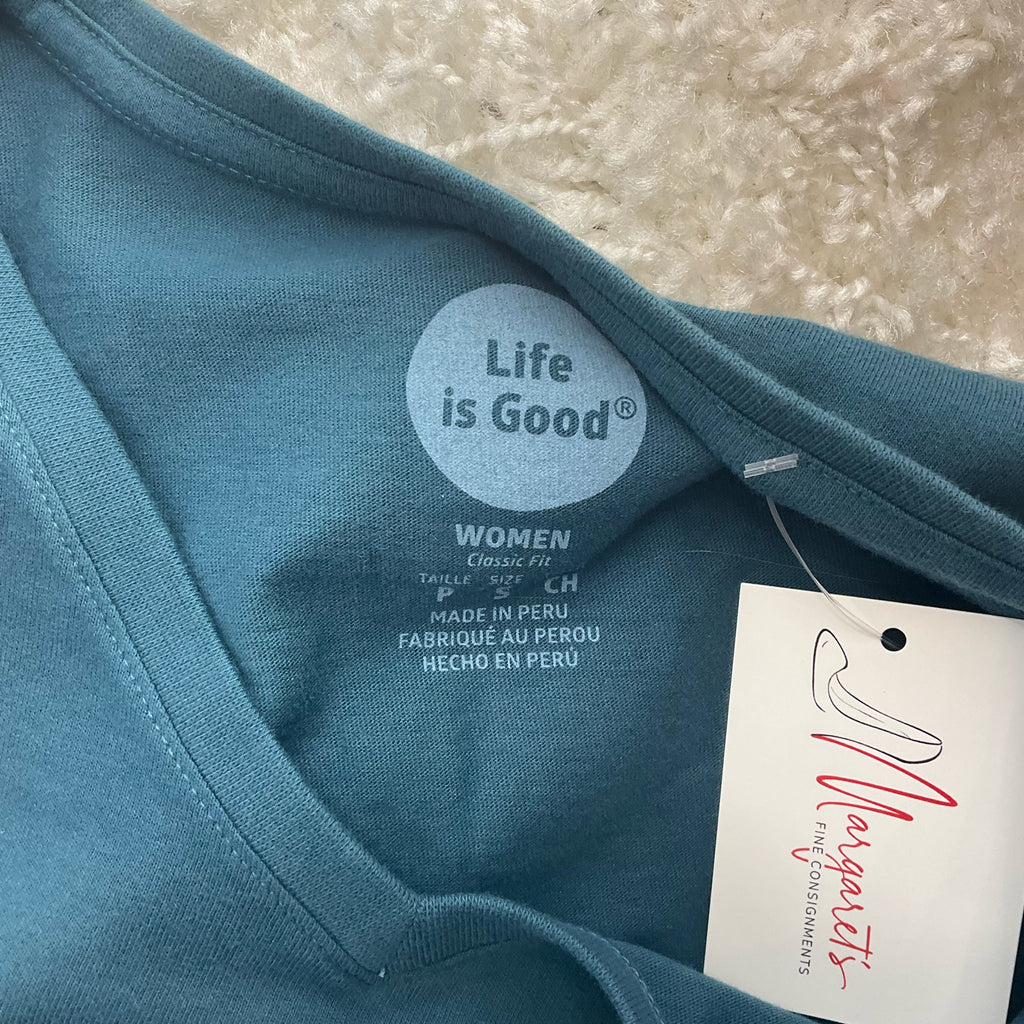 Life
is Good®
WOMEN
Classic Fit
TAILLE SIZE CH
P S
MADE IN PERU
FABRIQUÉ AU PEROU
HECHO EN PERÚ
Margaret's
FINE CONSIGNMENTS